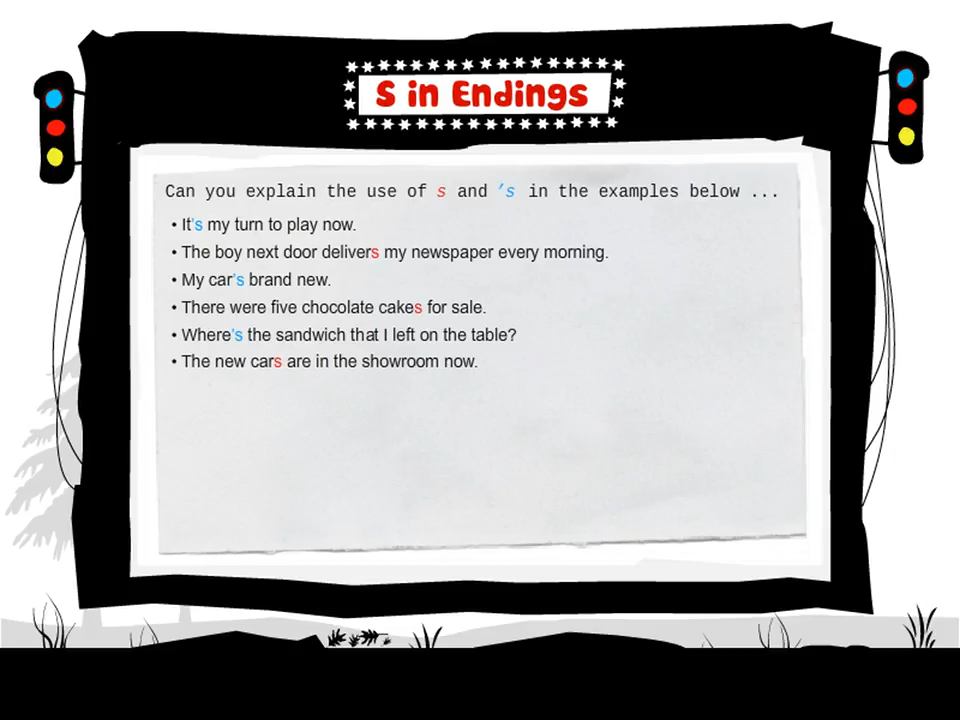 S in Endings
Can you explain the use of s and ’s in the examples below ...
• It’s my turn to play now.
• The boy next door delivers my newspaper every morning.
• My car’s brand new.
• There were five chocolate cakes for sale.
• Where’s the sandwich that I left on the table?
• The new cars are in the showroom now.